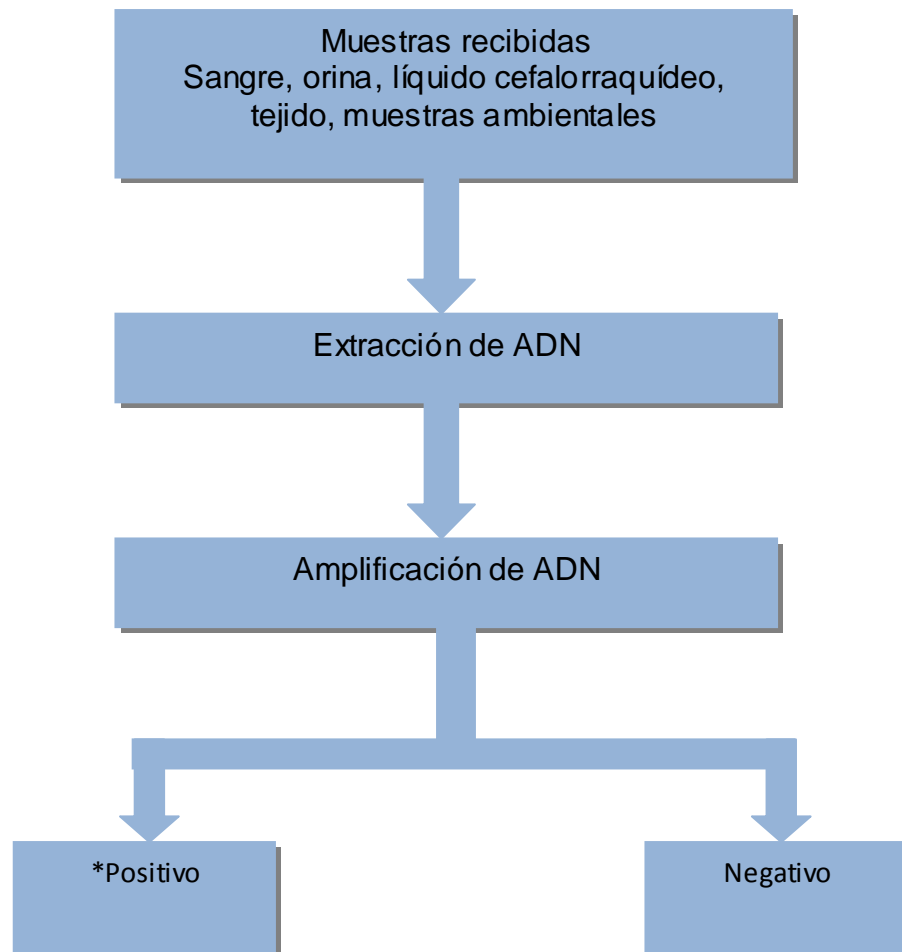 Muestras recibidas
Sangre, orina, líquido cefalorraquídeo,
tejido, muestras ambientales
Extracción de ADN
Amplificación de ADN
*Positivo
Negativo